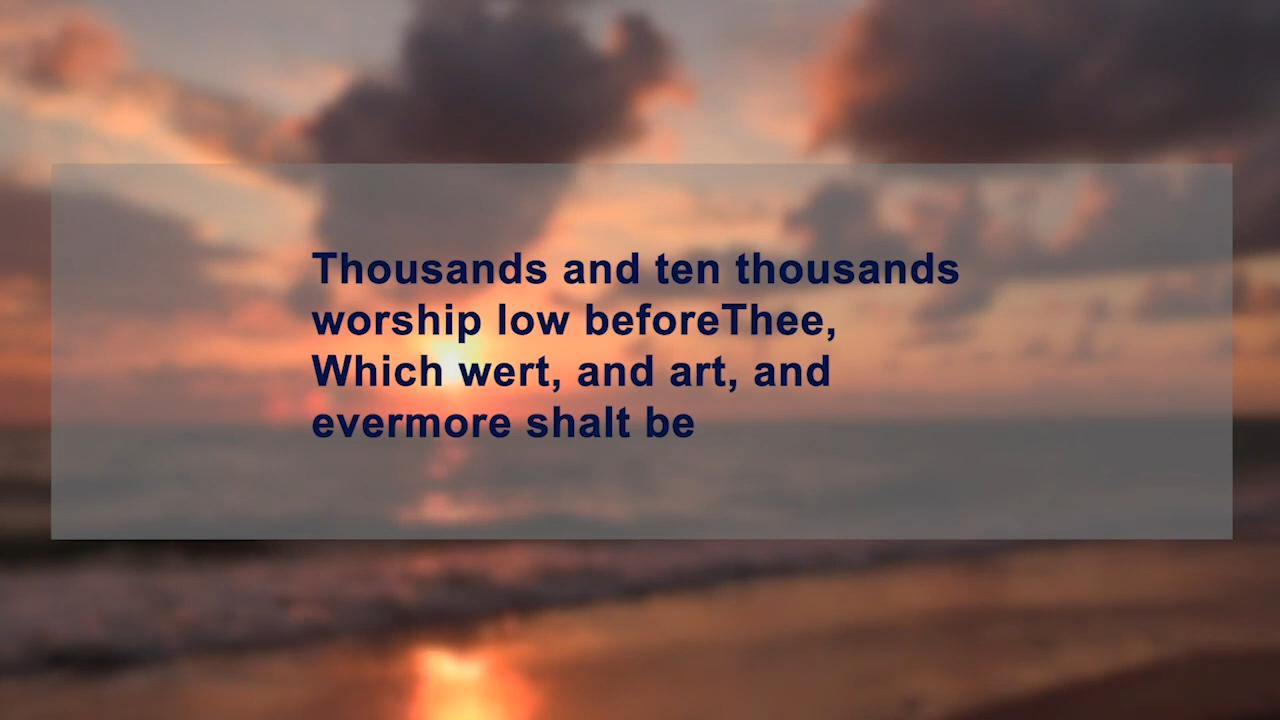 Thousands and ten thousands
worship low beforeThee,
Which wert, and art, and
evermore shalt be